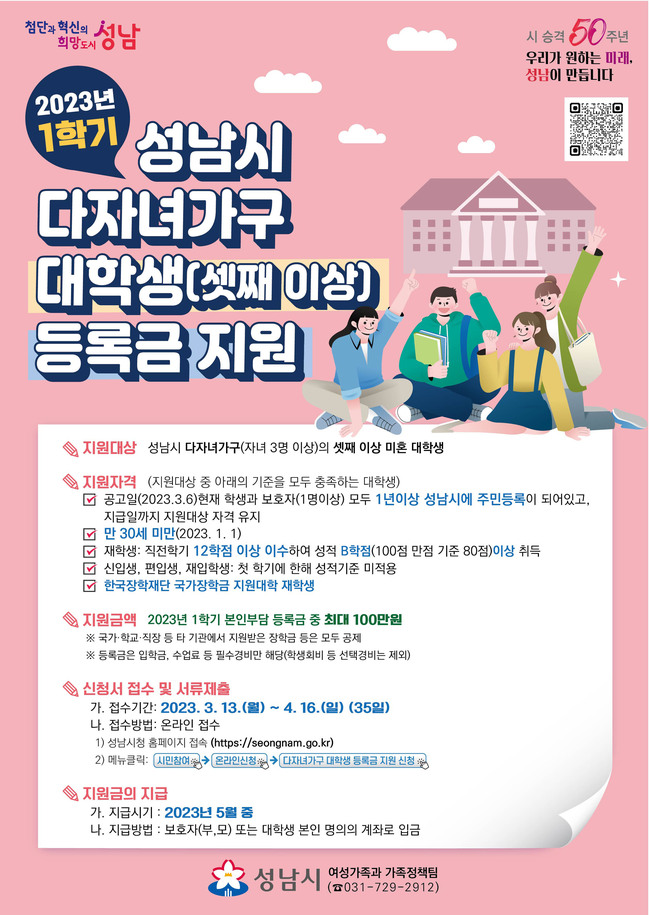 첨단과 혁신의
희망도시 성남
시 승격 50주년
우리가 원하는 미래,
성남이 만듭니다
2023년
1학기
성남시
다자녀가구
대학생(셋째 이상)
등록금 지원
지원대상 성남시 다자녀가구(자녀 3명 이상)의 셋째 이상 미혼 대학생
지원자격 (지원대상 중 아래의 기준을 모두 충족하는 대학생)
공고일(2023.3.6)현재 학생과 보호자(1명이상) 모두 1년이상 성남시에 주민등록이 되어있고,
지급일까지 지원대상 자격 유지
만 30세 미만(2023. 1. 1)
재학생: 직전학기 12학점 이상 이수하여 성적 B학점(100점 만점 기준 80점)이상 취득
신입생, 편입생, 재입학생: 첫 학기에 한해 성적기준 미적용
한국장학재단 국가장학금 지원대학 재학생
지원금액 2023년 1학기 본인부담 등록금 중 최대 100만원
※ 국가·학교·직장 등 타 기관에서 지원받은 장학금 등은 모두 공제
※ 등록금은 입학금, 수업료 등 필수경비만 해당(학생회비 등 선택경비는 제외)
신청서 접수 및 서류제출
가. 접수기간: 2023. 3. 13.(월) ~ 4. 16.(일) (35일)
나. 접수방법: 온라인 접수
1) 성남시청 홈페이지 접속 (https://seongnam.go.kr)
2) 메뉴클릭: 시민참여 → 온라인신청 → 다자녀가구 대학생 등록금 지원 신청
지원금의 지급
가. 지급시기 : 2023년 5월 중
나. 지급방법 : 보호자(부,모) 또는 대학생 본인 명의의 계좌로 입금
성남시 여성가족과 가족정책팀
(☎031-729-2912)